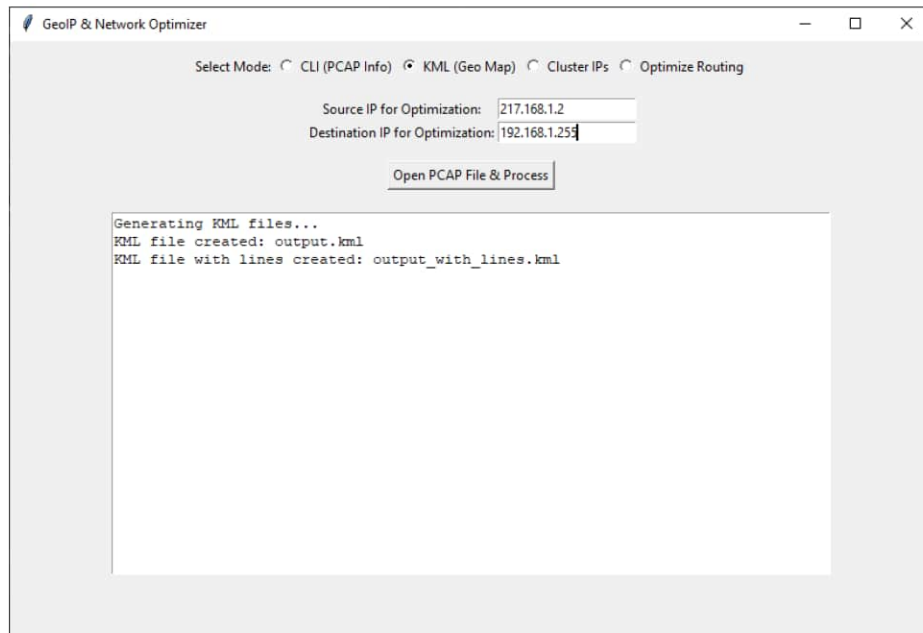 GeoIP & Network Optimizer
Select Mode: CLI (PCAP Info) KML (Geo Map) Cluster IPs Optimize Routing
Source IP for Optimization: 217.168.1.2
Destination IP for Optimization: 192.168.1.255
Open PCAP File & Process
Generating KML files...
KML file created: output.kml
KML file with lines created: output_with_lines.kml